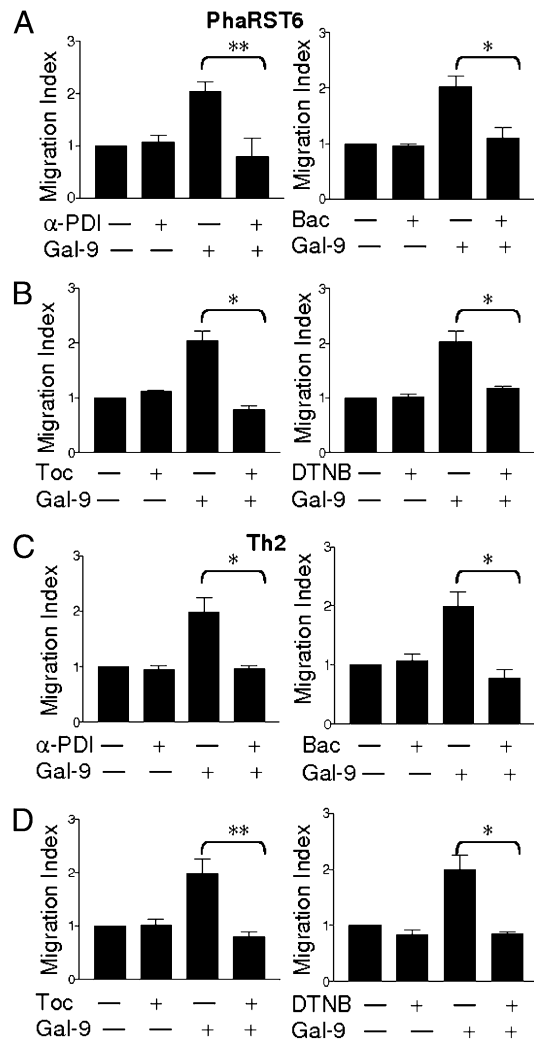 A PhaRST6
Migration Index
3
2
1
0
**
α-PDI — + — +
Gal-9 — — + +
Migration Index
3
2
1
0
*
Bac — + — +
Gal-9 — — + +
B
Migration Index
3
2
1
0
*
Toc — + — +
Gal-9 — — + +
Migration Index
3
2
1
0
*
DTNB — + — +
Gal-9 — — + +
C Th2
Migration Index
3
2
1
0
*
α-PDI — + — +
Gal-9 — — + +
Migration Index
3
2
1
0
*
Bac — + — +
Gal-9 — — + +
D
Migration Index
3
2
1
0
**
Toc — + — +
Gal-9 — — + +
Migration Index
3
2
1
0
*
DTNB — + — +
Gal-9 — — + +